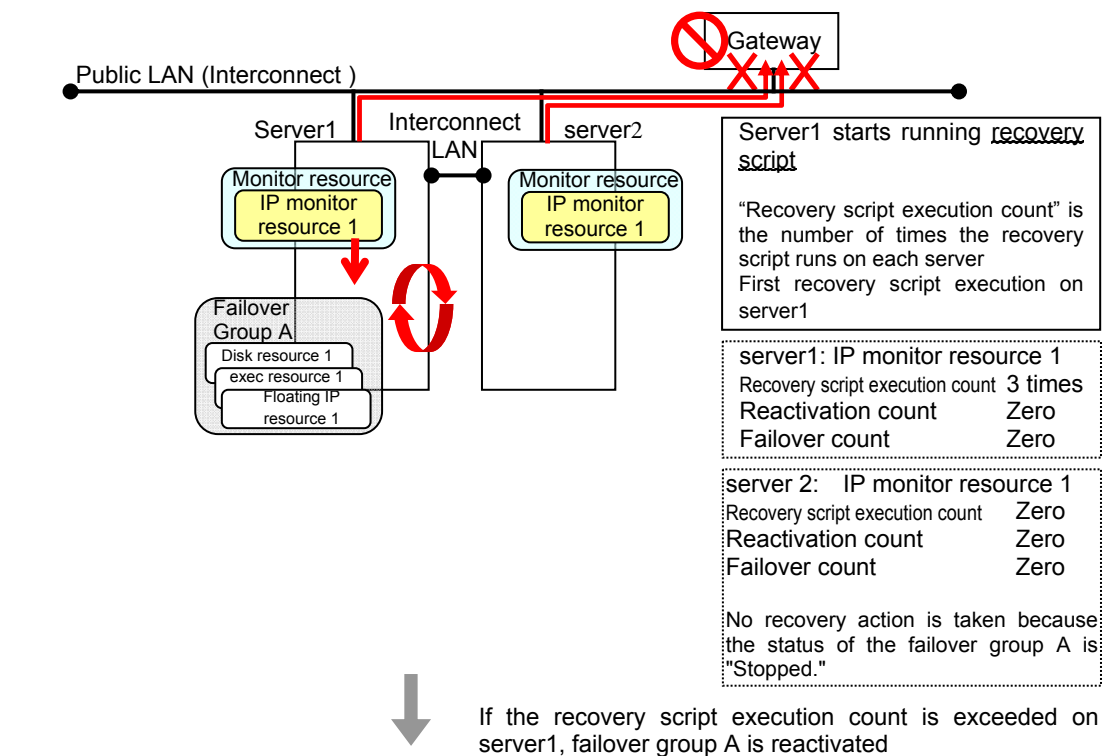 Gateway
Public LAN (Interconnect )
Server1
Interconnect
LAN
server2
Monitor resource
IP monitor
resource 1
Monitor resource
IP monitor
resource 1
Failover
Group A
Disk resource 1
exec resource 1
Floating IP
resource 1
Server1 starts running recovery
script
“Recovery script execution count” is
the number of times the recovery
script runs on each server
First recovery script execution on
server1
server1: IP monitor resource 1
Recovery script execution count 3 times
Reactivation count Zero
Failover count Zero
server 2: IP monitor resource 1
Recovery script execution count Zero
Reactivation count Zero
Failover count Zero
No recovery action is taken because
the status of the failover group A is
"Stopped."
If the recovery script execution count is exceeded on
server1, failover group A is reactivated